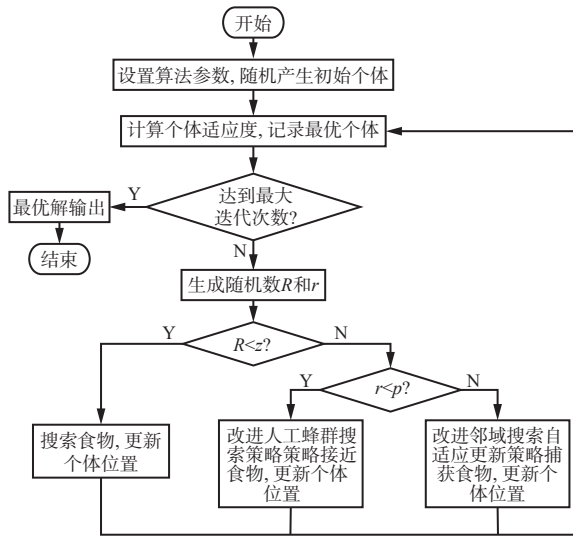 开始
设置算法参数, 随机产生初始个体
计算个体适应度, 记录最优个体
达到最大
迭代次数?
Y
最优解输出
结束
N
生成随机数R和r
R<z?
Y
N
r<p?
Y
N
搜索食物, 更新
个体位置
改进人工蜂群搜
索策略策略接近
食物, 更新个体
位置
改进邻域搜索自
适应更新策略捕
获食物, 更新个
体位置